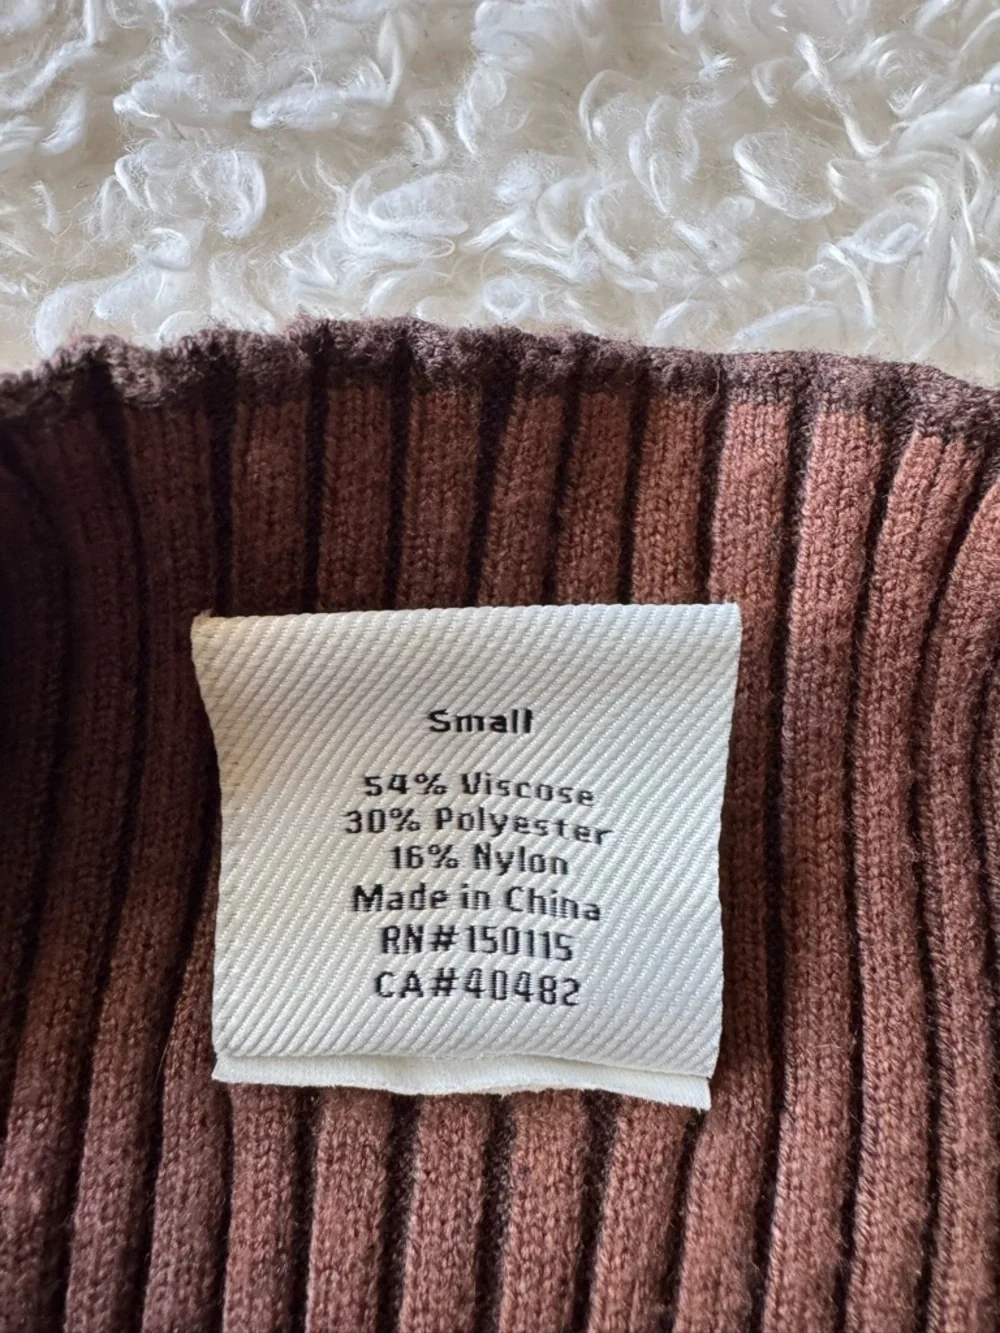 Small
54% Viscose
30% Polyester
16% Nylon
Made in China
RN#150115
CA#40482